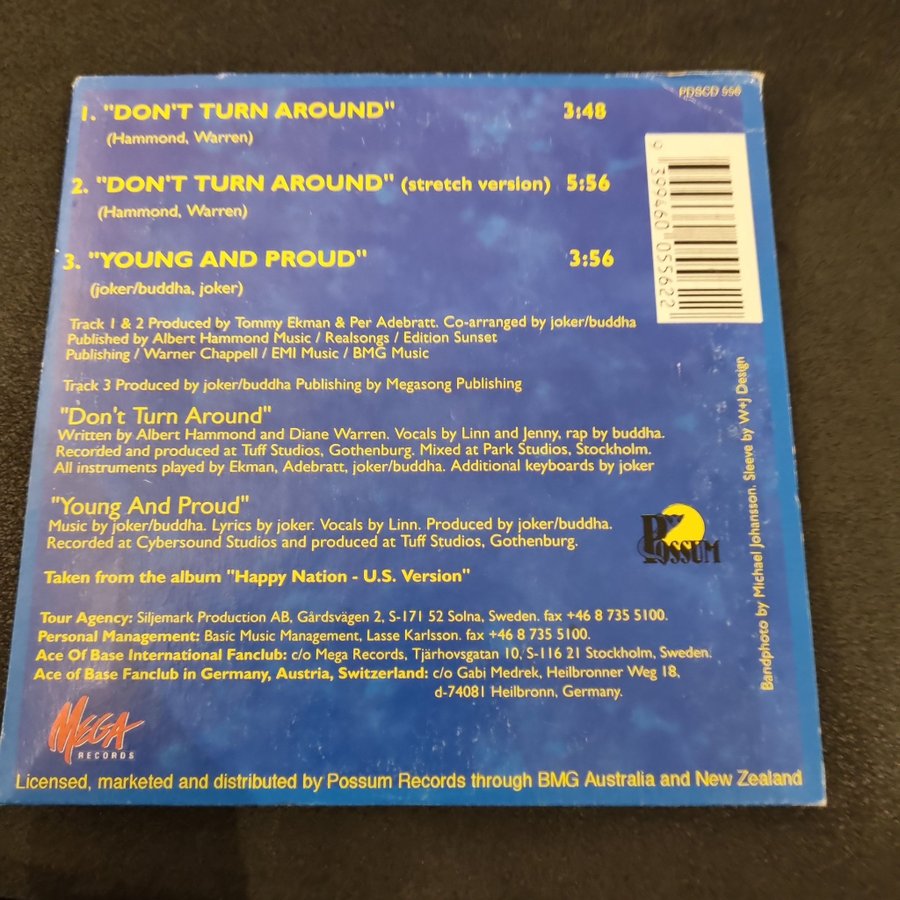 PDSCD 556
1. "DON'T TURN AROUND" 3:48
(Hammond, Warren)
2. "DON'T TURN AROUND" (stretch version) 5:56
(Hammond, Warren)
3. "YOUNG AND PROUD" 3:56
(joker/buddha, joker)
9 399460 055622
Track 1 & 2 Produced by Tommy Ekman & Per Adebratt. Co-arranged by joker/buddha
Published by Albert Hammond Music / Realsongs / Edition Sunset
Publishing / Warner Chappell / EMI Music / BMG Music
Track 3 Produced by joker/buddha Publishing by Megasong Publishing
"Don't Turn Around"
Written by Albert Hammond and Diane Warren. Vocals by Linn and Jenny, rap by buddha.
Recorded and produced at Tuff Studios, Gothenburg. Mixed at Park Studios, Stockholm.
All instruments played by Ekman, Adebratt, joker/buddha. Additional keyboards by joker
"Young And Proud"
Music by joker/buddha. Lyrics by joker. Vocals by Linn. Produced by joker/buddha.
Recorded at Cybersound Studios and produced at Tuff Studios, Gothenburg.
POSSUM
Taken from the album "Happy Nation - U.S. Version"
Tour Agency: Siljemark Production AB, Gårdsvägen 2, S-171 52 Solna, Sweden. fax +46 8 735 5100.
Personal Management: Basic Music Management, Lasse Karlsson. fax +46 8 735 5100.
Ace Of Base International Fanclub: c/o Mega Records, Tjärhovsgatan 10, S-116 21 Stockholm, Sweden.
Ace of Base Fanclub in Germany, Austria, Switzerland: c/o Gabi Medrek, Heilbronner Weg 18,
d-74081 Heilbronn, Germany.
Bandphoto by Michael Johansson. Sleeve by W+J Design
MEGA
RECORDS
Licensed, marketed and distributed by Possum Records through BMG Australia and New Zealand